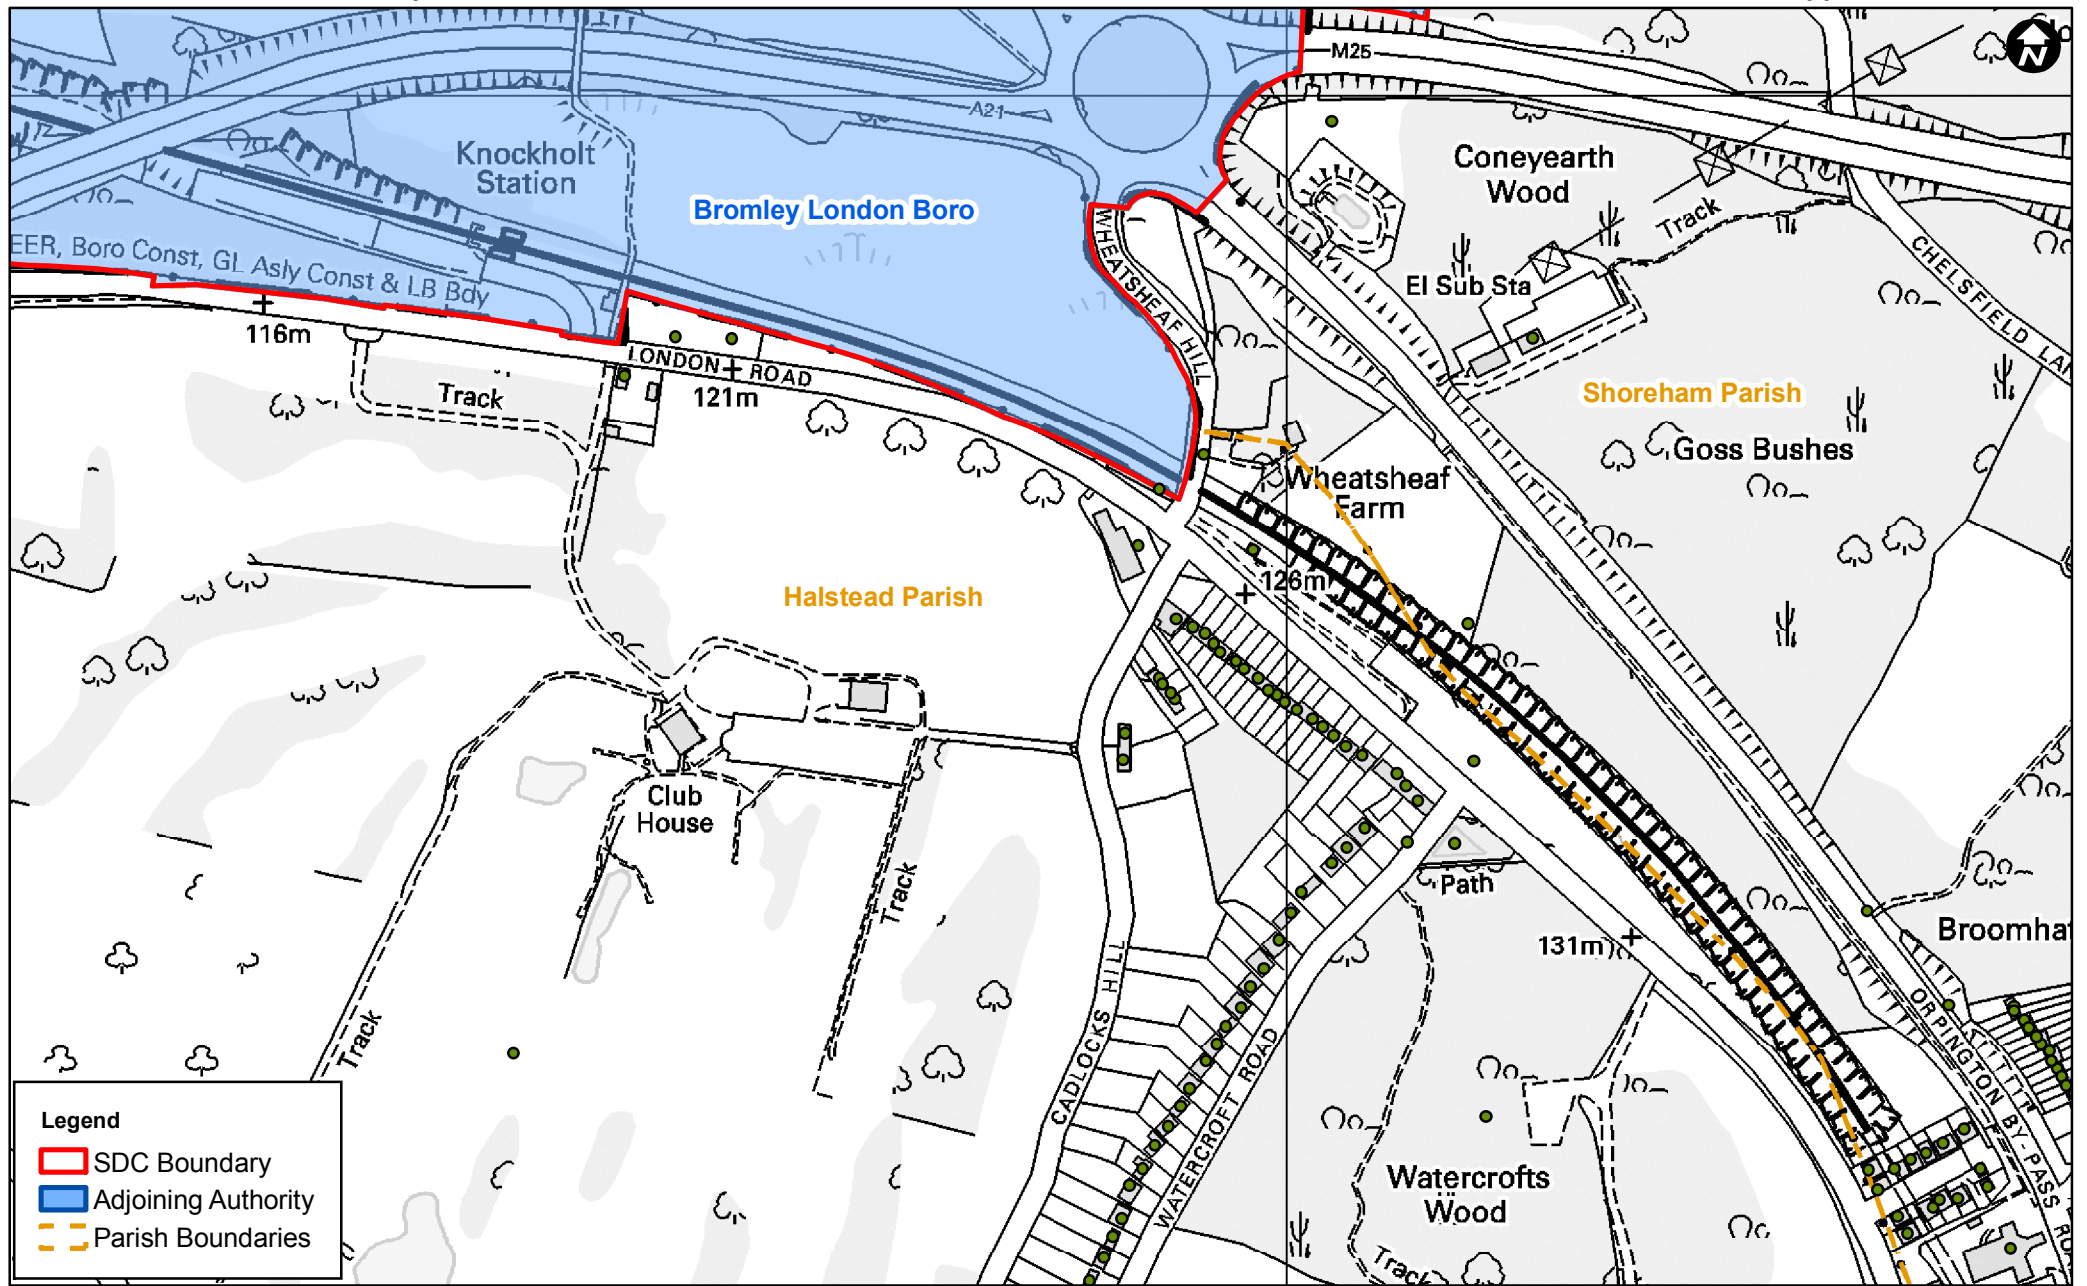 M25
N
A21
Knockholt
Station
Coneyearth
Wood
Bromley London Boro
Track
WHEATSHEAF HILL
CHELSFIELD LA
EER, Boro Const, GL Asly Const & LB Bdy
El Sub Sta
116m
LONDON ROAD
121m
Track
Shoreham Parish
Goss Bushes
Wheatsheaf
Farm
126m
Halstead Parish
Club
House
Track
Path
131m
Broomha
Track
CADLOCKS HILL
WATERCROFT ROAD
ORPINGTON BY-PASS RO
Watercrofts
Wood
Track
Legend
SDC Boundary
Adjoining Authority
Parish Boundaries